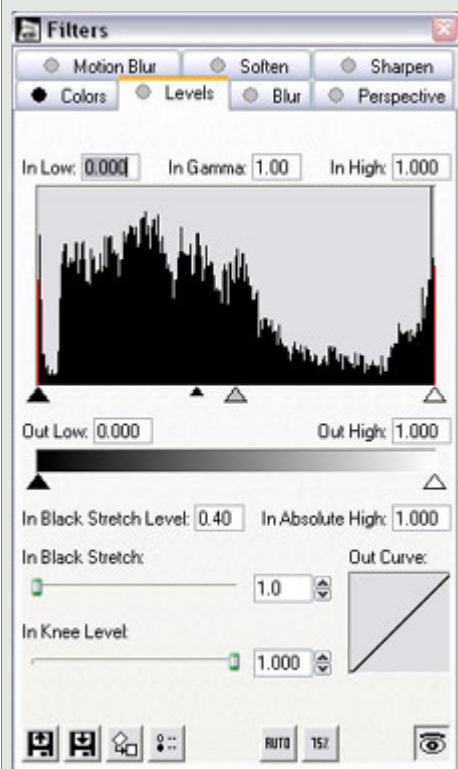 Filters
Motion Blur Soften Sharpen
Colors Levels Blur Perspective
In Low: 0.000 In Gamma: 1.00 In High: 1.000
Out Low: 0.000 Out High: 1.000
In Black Stretch Level: 0.40 In Absolute High: 1.000
In Black Stretch: Out Curve:
1.0
In Knee Level:
1.000
AUTO 75%